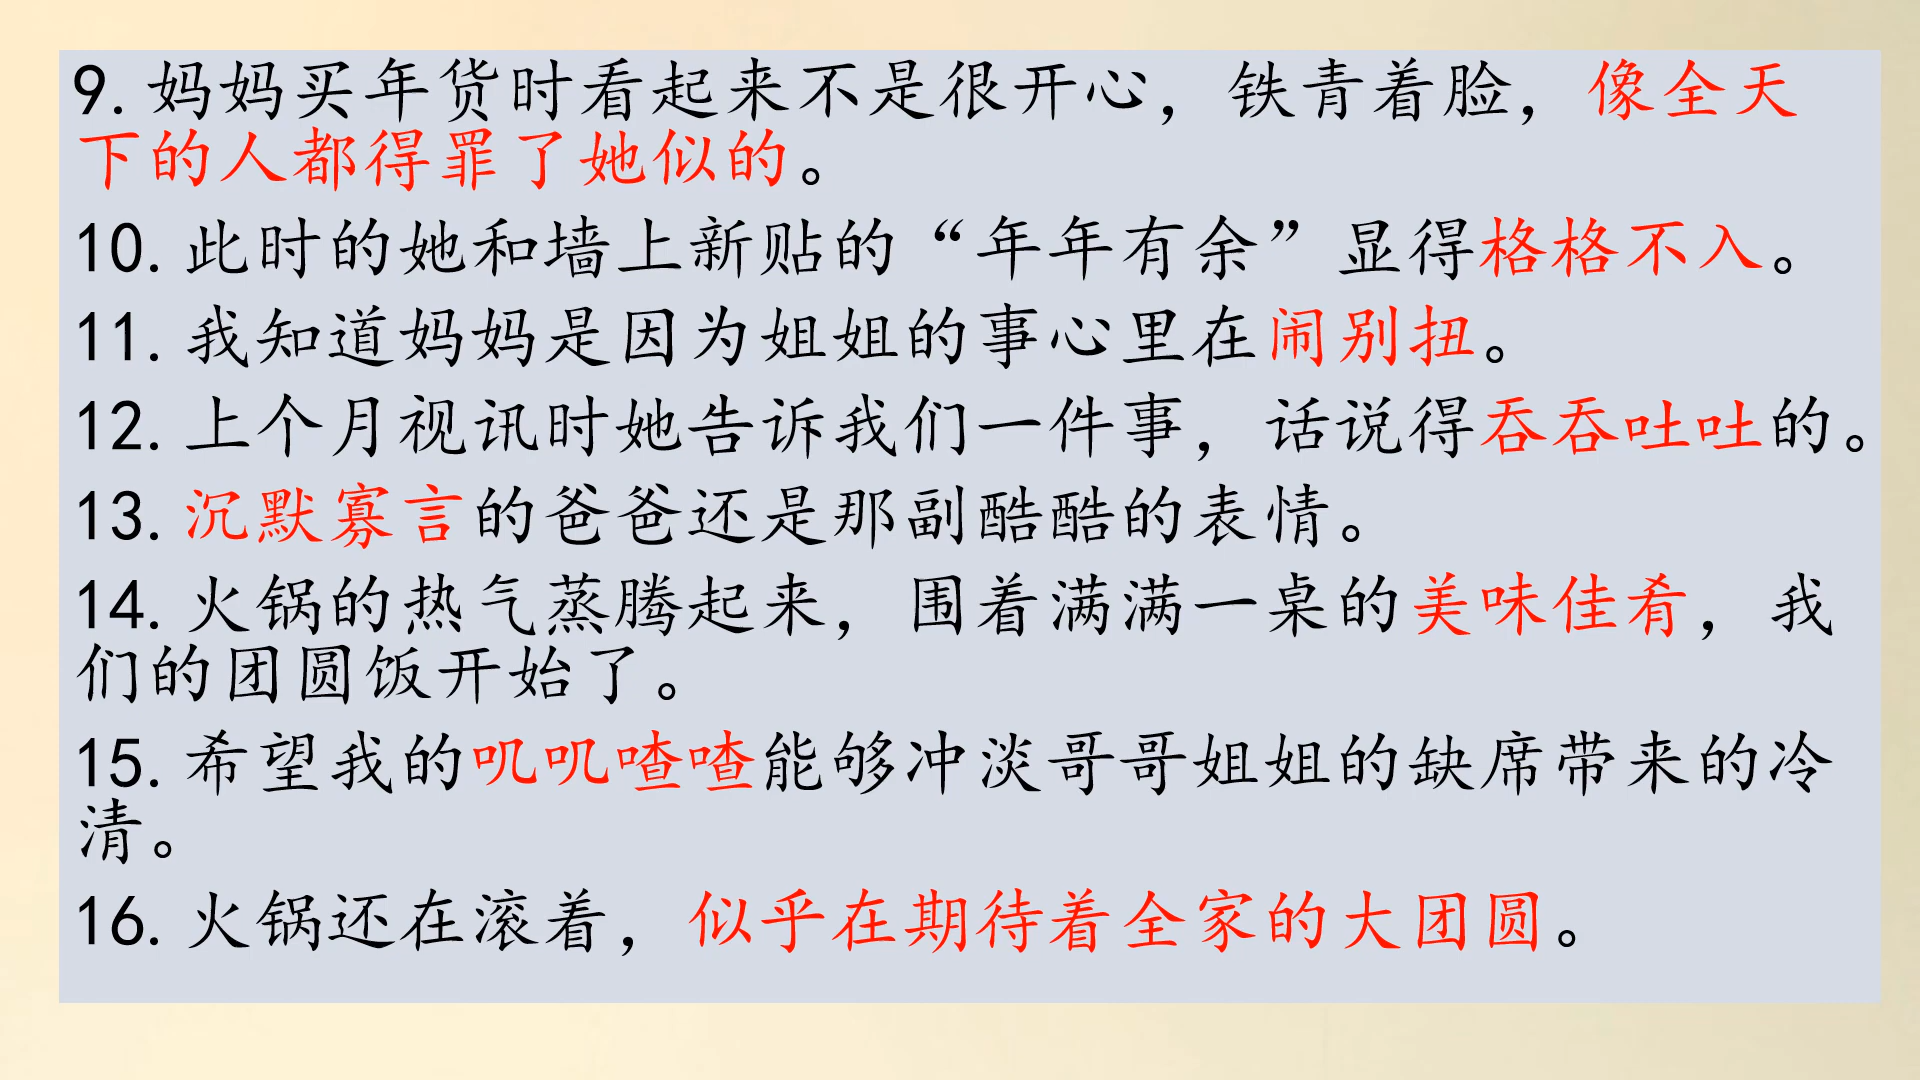 9. 妈妈买年货时看起来不是很开心，铁青着脸，像全天
下的人都得罪了她似的。
10. 此时的她和墙上新贴的“年年有余”显得格格不入。
11. 我知道妈妈是因为姐姐的事心里在闹别扭。
12. 上个月视讯时她告诉我们一件事，话说得吞吞吐吐的。
13. 沉默寡言的爸爸还是那副酷酷的表情。
14. 火锅的热气蒸腾起来，围着满满一桌的美味佳肴，我
们的团圆饭开始了。
15. 希望我的叽叽喳喳能够冲淡哥哥姐姐的缺席带来的冷
清。
16. 火锅还在滚着，似乎在期待着全家的大团圆。